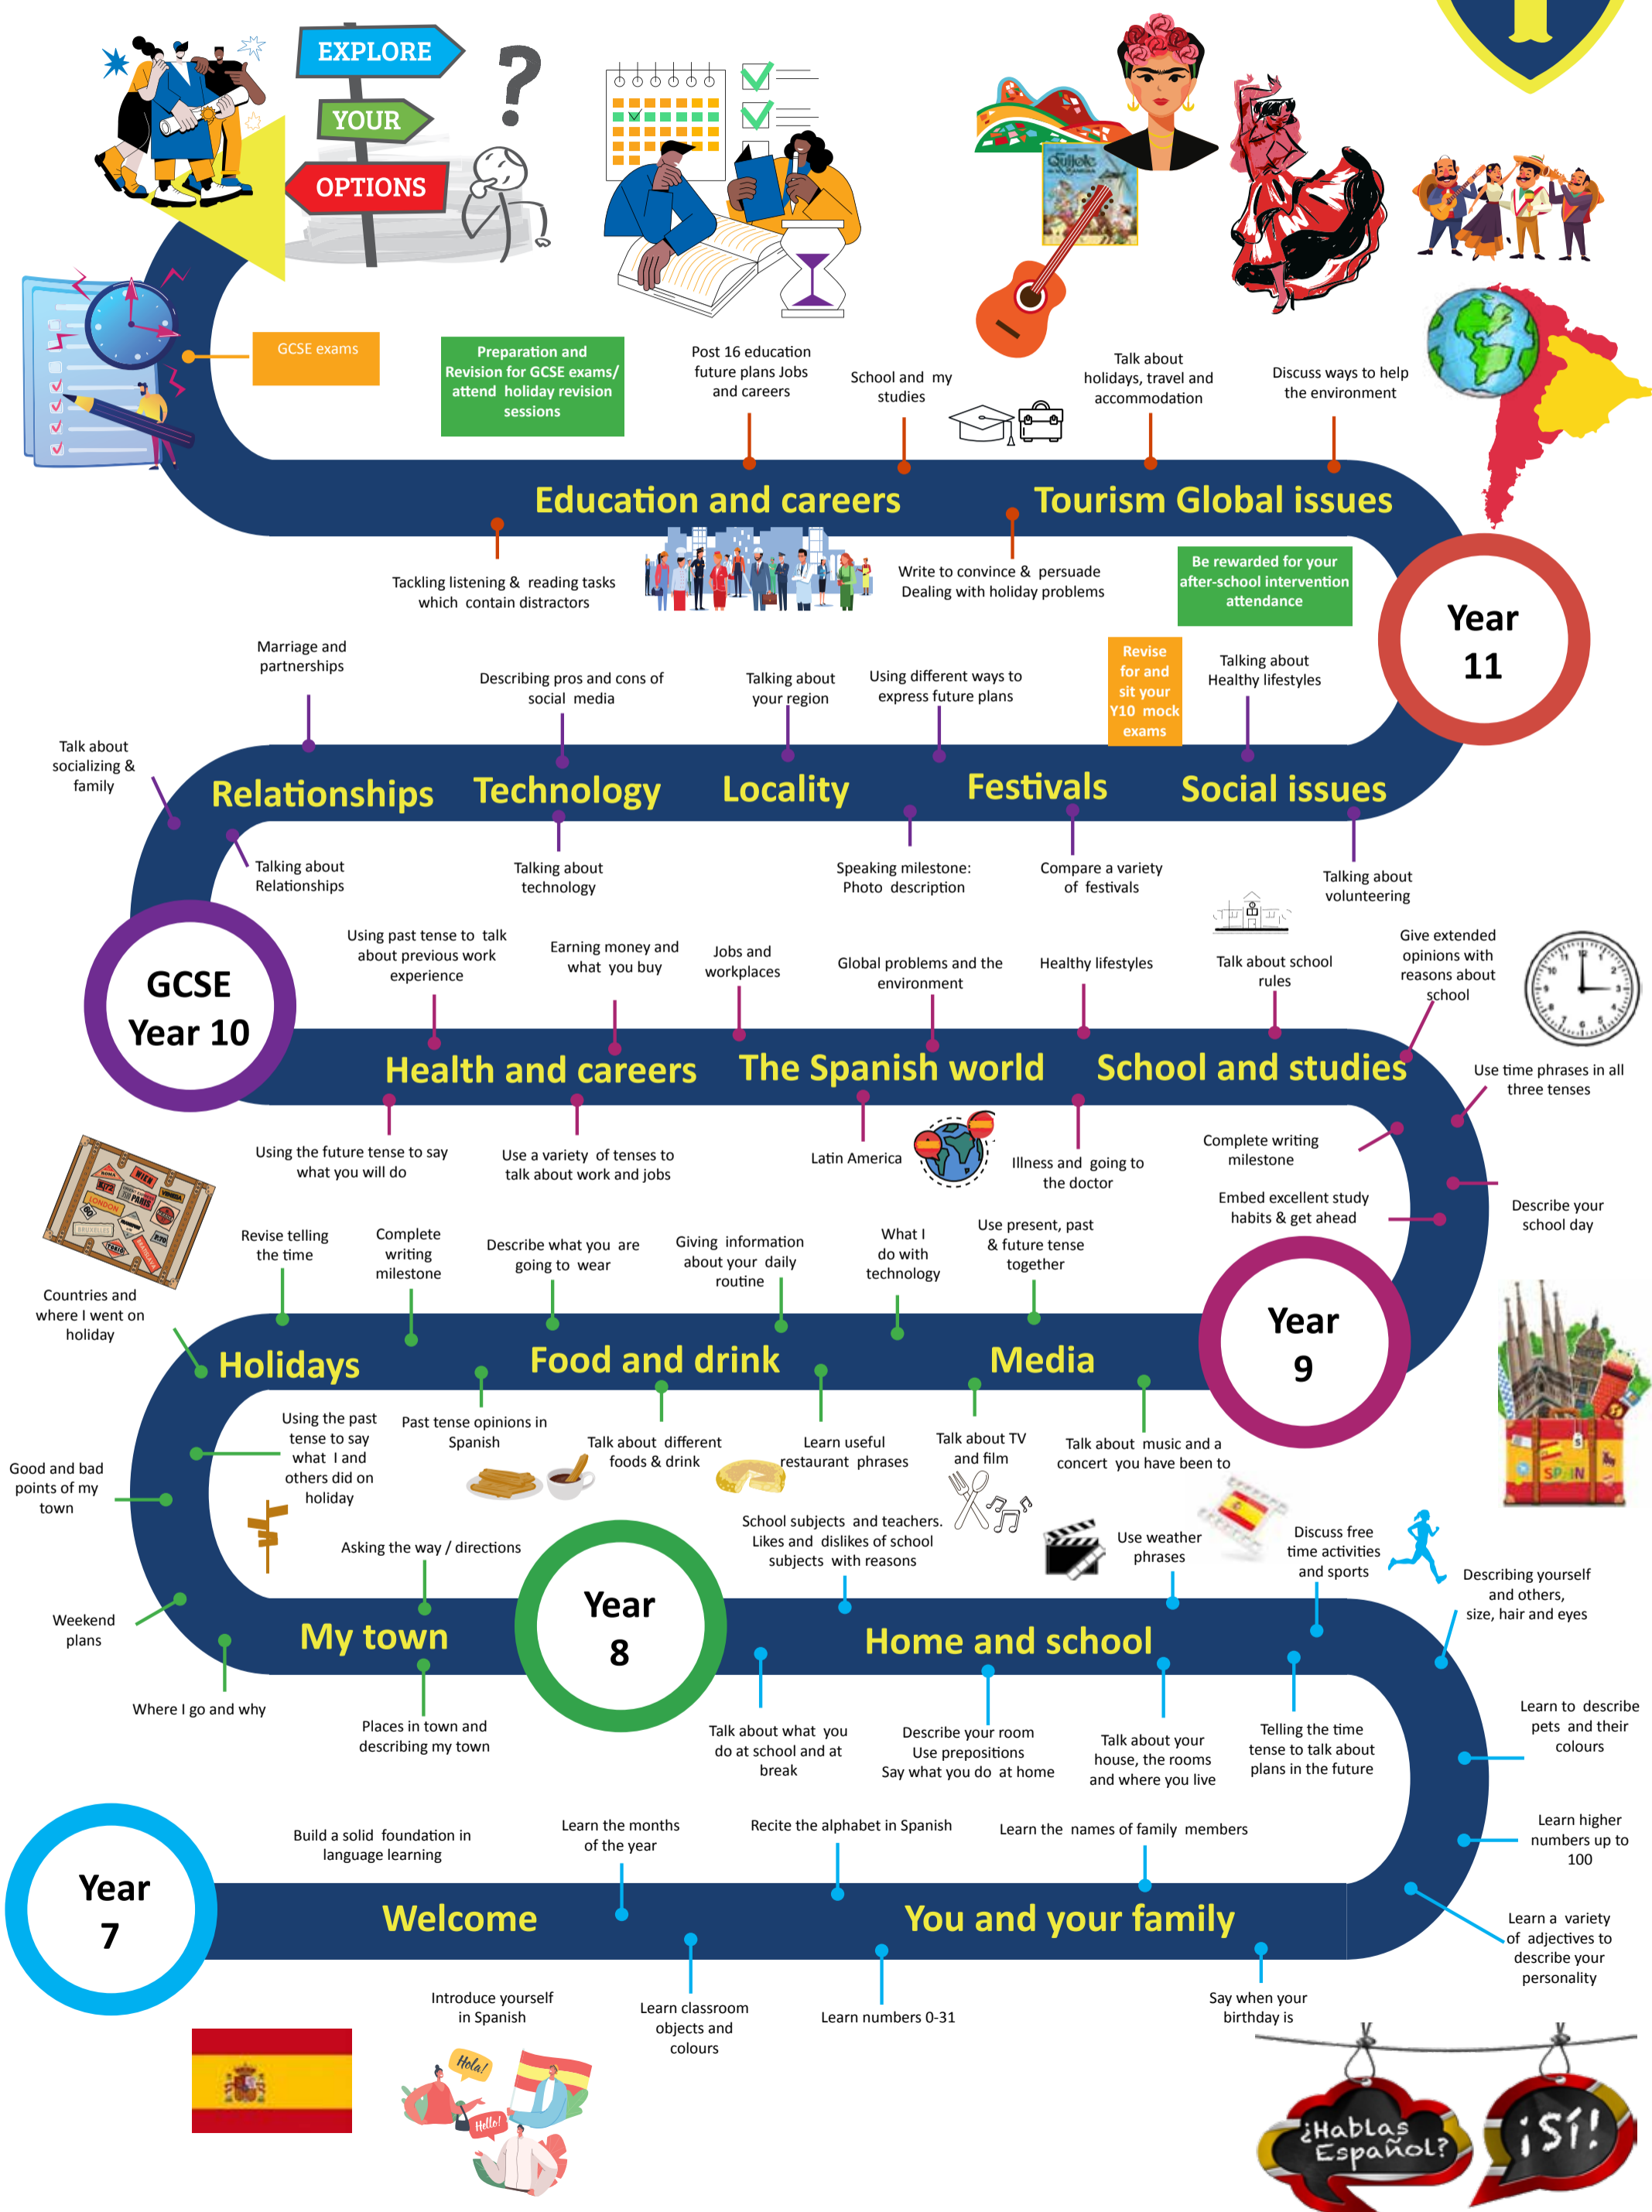 EXPLORE
YOUR
OPTIONS
?
Quijote
GCSE exams
Preparation and
Revision for GCSE exams/
attend holiday revision
sessions
Post 16 education
future plans Jobs
and careers
School and my
studies
Talk about
holidays, travel and
accommodation
Discuss ways to help
the environment
Education and careers
Tourism Global issues
Tackling listening & reading tasks
which contain distractors
Write to convince & persuade
Dealing with holiday problems
Be rewarded for your
after-school intervention
attendance
Year
11
Marriage and
partnerships
Describing pros and cons of
social media
Talking about
your region
Using different ways to
express future plans
Revise
for and
sit your
Y10 mock
exams
Talking about
Healthy lifestyles
Talk about
socializing &
family
Relationships
Technology
Locality
Festivals
Social issues
Talking about
Relationships
Talking about
technology
Speaking milestone:
Photo description
Compare a variety
of festivals
Talking about
volunteering
GCSE
Year 10
Using past tense to talk
about previous work
experience
Earning money and
what you buy
Jobs and
workplaces
Global problems and the
environment
Healthy lifestyles
Talk about school
rules
Give extended
opinions with
reasons about
school
Health and careers
The Spanish world
School and studies
Use time phrases in all
three tenses
Using the future tense to say
what you will do
Use a variety of tenses to
talk about work and jobs
Latin America
Illness and going to
the doctor
Complete writing
milestone
Embed excellent study
habits & get ahead
Describe your
school day
WIEN
PARIS
LONDON
BRUXELLES
TOKIO
Revise telling
the time
Complete
writing
milestone
Describe what you are
going to wear
Giving information
about your daily
routine
What I
do with
technology
Use present, past
& future tense
together
Countries and
where I went on
holiday
Holidays
Food and drink
Media
Year
9
Using the past
tense to say
what I and
others did on
holiday
Past tense opinions in
Spanish
Talk about different
foods & drink
Learn useful
restaurant phrases
Talk about TV
and film
Talk about music and a
concert you have been to
SPAIN
Good and bad
points of my
town
Asking the way / directions
School subjects and teachers.
Likes and dislikes of school
subjects with reasons
Use weather
phrases
Discuss free
time activities
and sports
Describing yourself
and others,
size, hair and eyes
Weekend
plans
My town
Year
8
Home and school
Where I go and why
Places in town and
describing my town
Talk about what you
do at school and at
break
Describe your room
Use prepositions
Say what you do at home
Talk about your
house, the rooms
and where you live
Telling the time
tense to talk about
plans in the future
Learn to describe
pets and their
colours
Learn higher
numbers up to
100
Year
7
Build a solid foundation in
language learning
Learn the months
of the year
Recite the alphabet in Spanish
Learn the names of family members
Welcome
You and your family
Learn a variety
of adjectives to
describe your
personality
Introduce yourself
in Spanish
Learn classroom
objects and
colours
Learn numbers 0-31
Say when your
birthday is
Hola!
Hello!
¿Hablas
Español?
¡SÍ!